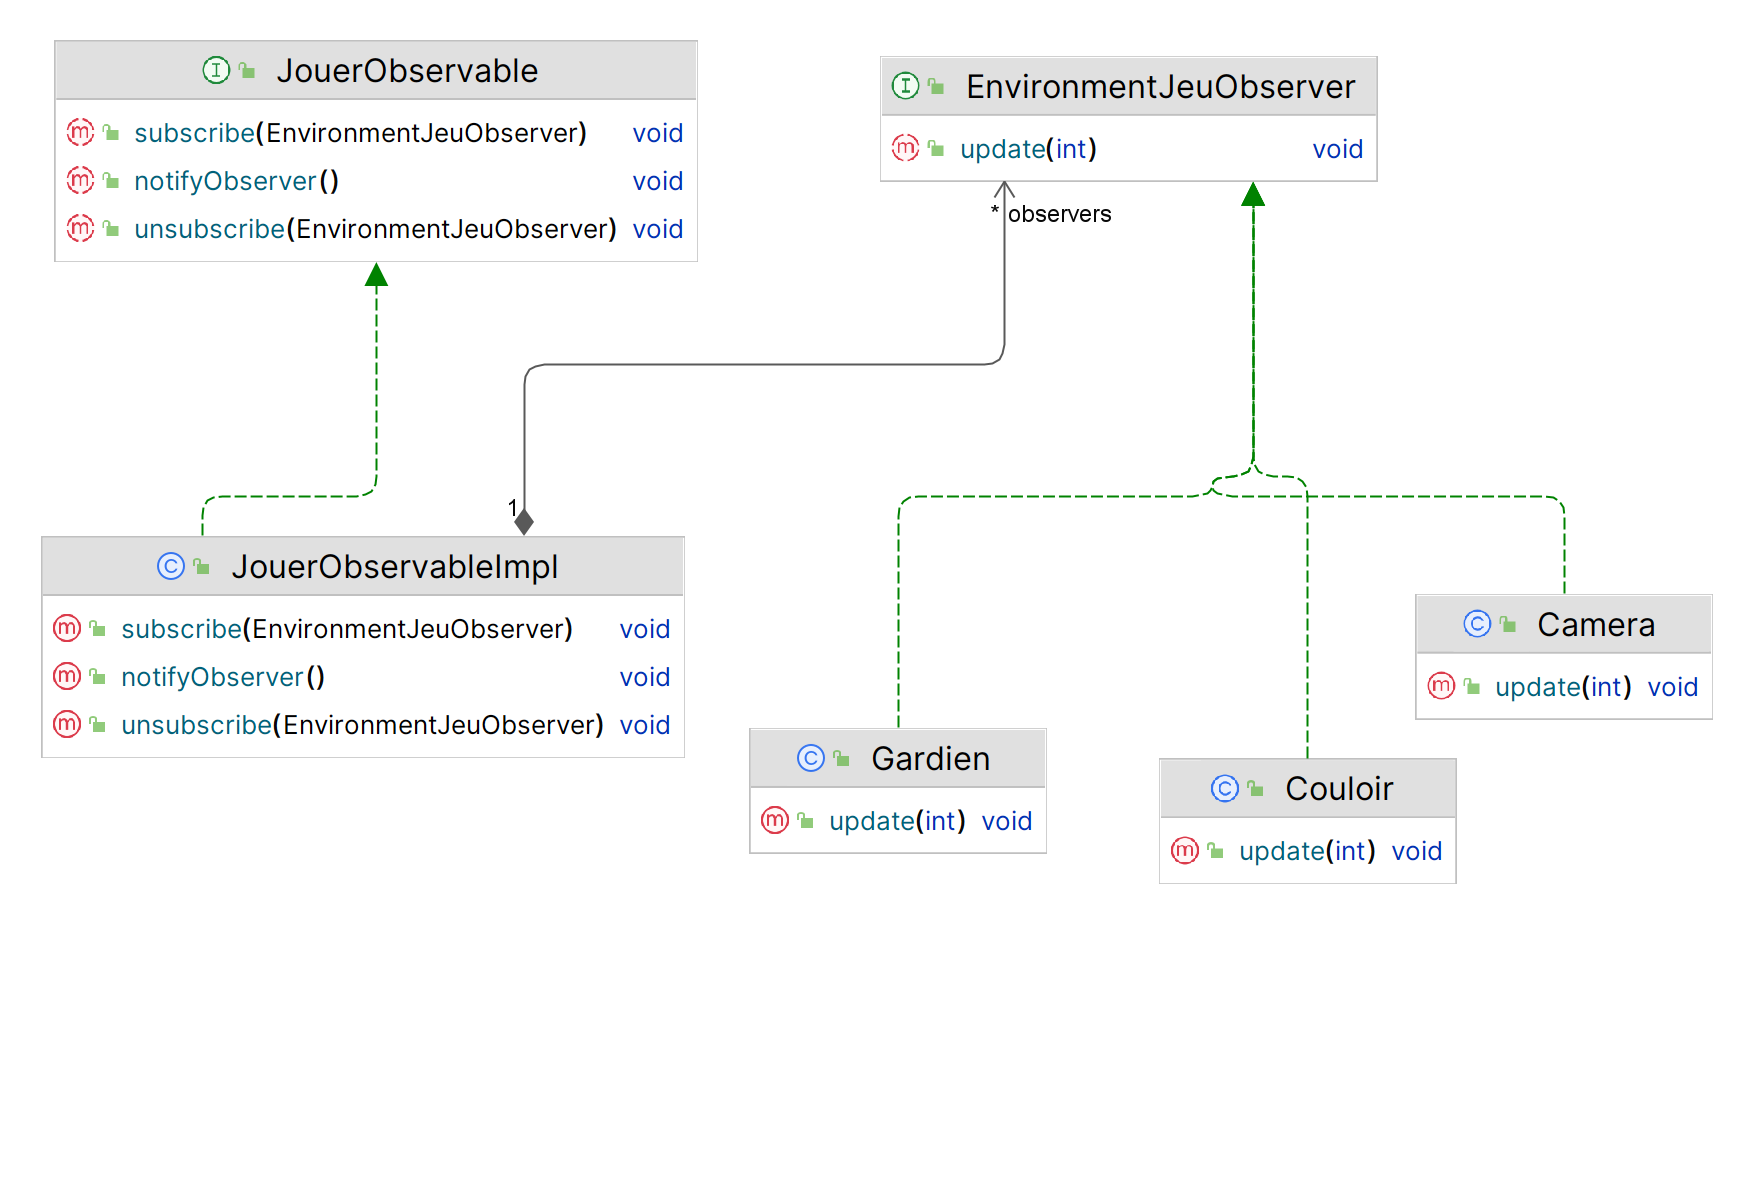 JouerObservable
subscribe(EnvironmentJeuObserver) void
notifyObserver() void
unsubscribe(EnvironmentJeuObserver) void
EnvironmentJeuObserver
update(int) void
* observers
1
JouerObservableImpl
subscribe(EnvironmentJeuObserver) void
notifyObserver() void
unsubscribe(EnvironmentJeuObserver) void
Gardien
update(int) void
Couloir
update(int) void
Camera
update(int) void